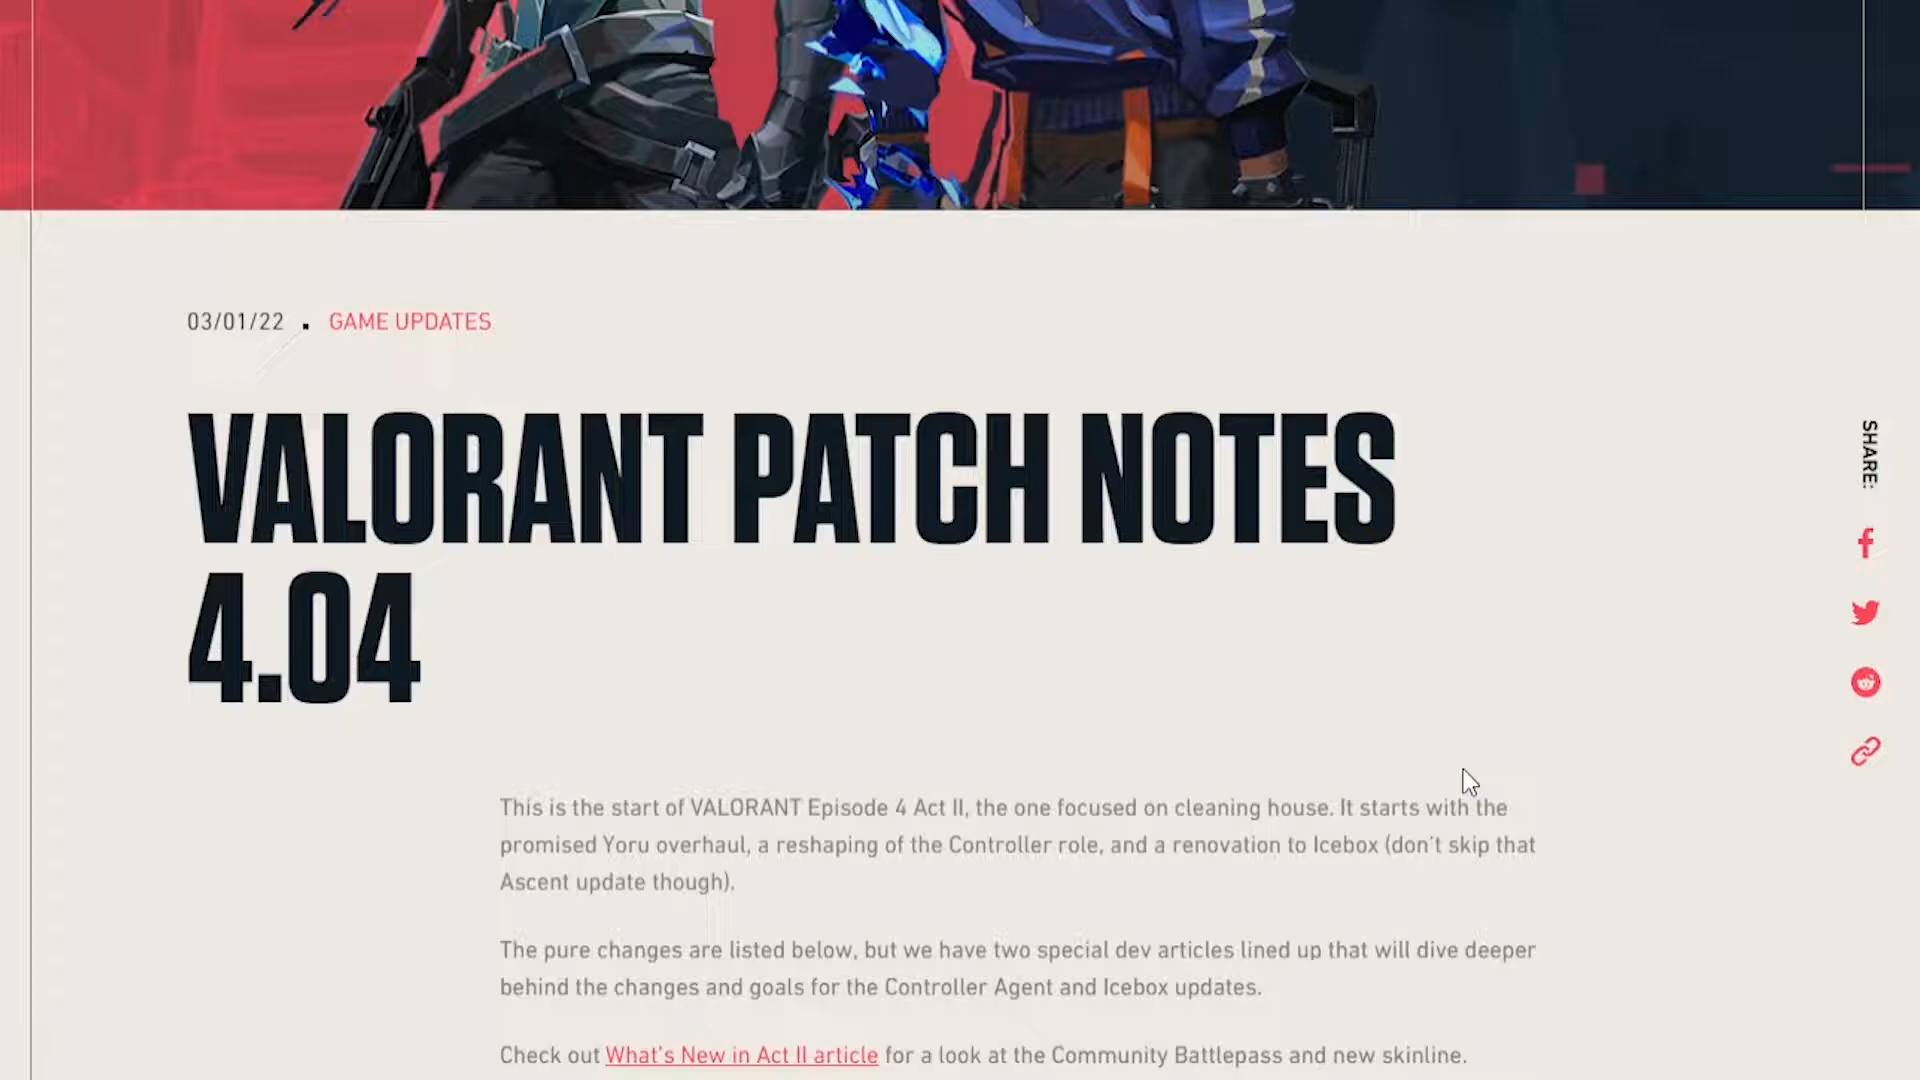 03/01/22 ▪ GAME UPDATES
VALORANT PATCH NOTES
4.04
SHARE:
This is the start of VALORANT Episode 4 Act II, the one focused on cleaning house. It starts with the
promised Yoru overhaul, a reshaping of the Controller role, and a renovation to Icebox (don't skip that
Ascent update though).
The pure changes are listed below, but we have two special dev articles lined up that will dive deeper
behind the changes and goals for the Controller Agent and Icebox updates.
Check out What's New in Act II article for a look at the Community Battlepass and new skinline.